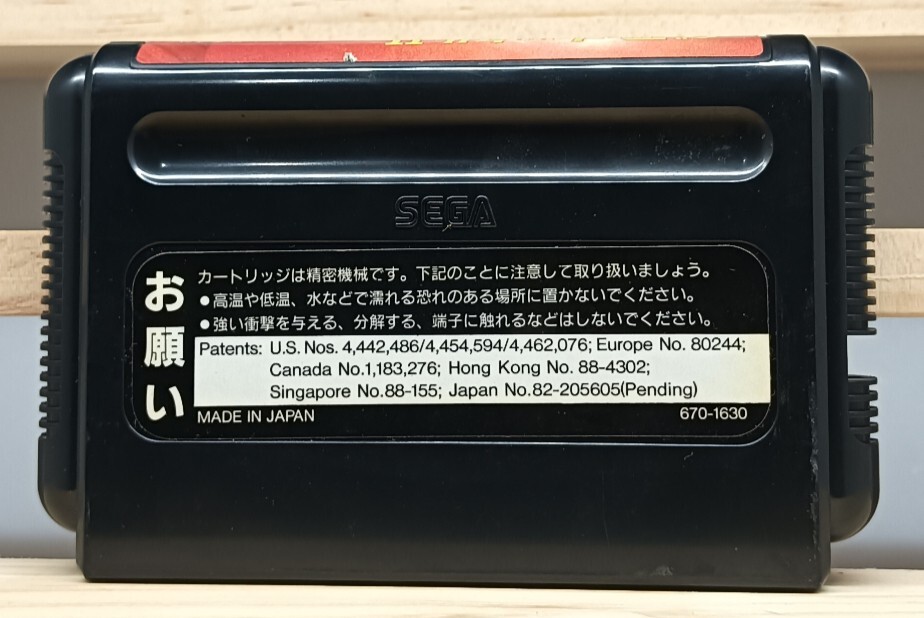 SEGA
お願い
カートリッジは精密機械です。下記のことに注意して取り扱いましょう。
●高温や低温、水などで濡れる恐れのある場所に置かないでください。
●強い衝撃を与える、分解する、端子に触れるなどはしないでください。
Patents: U.S. Nos. 4,442,486/4,454,594/4,462,076; Europe No. 80244;
Canada No.1,183,276; Hong Kong No. 88-4302;
Singapore No.88-155; Japan No.82-205605(Pending)
MADE IN JAPAN
670-1630